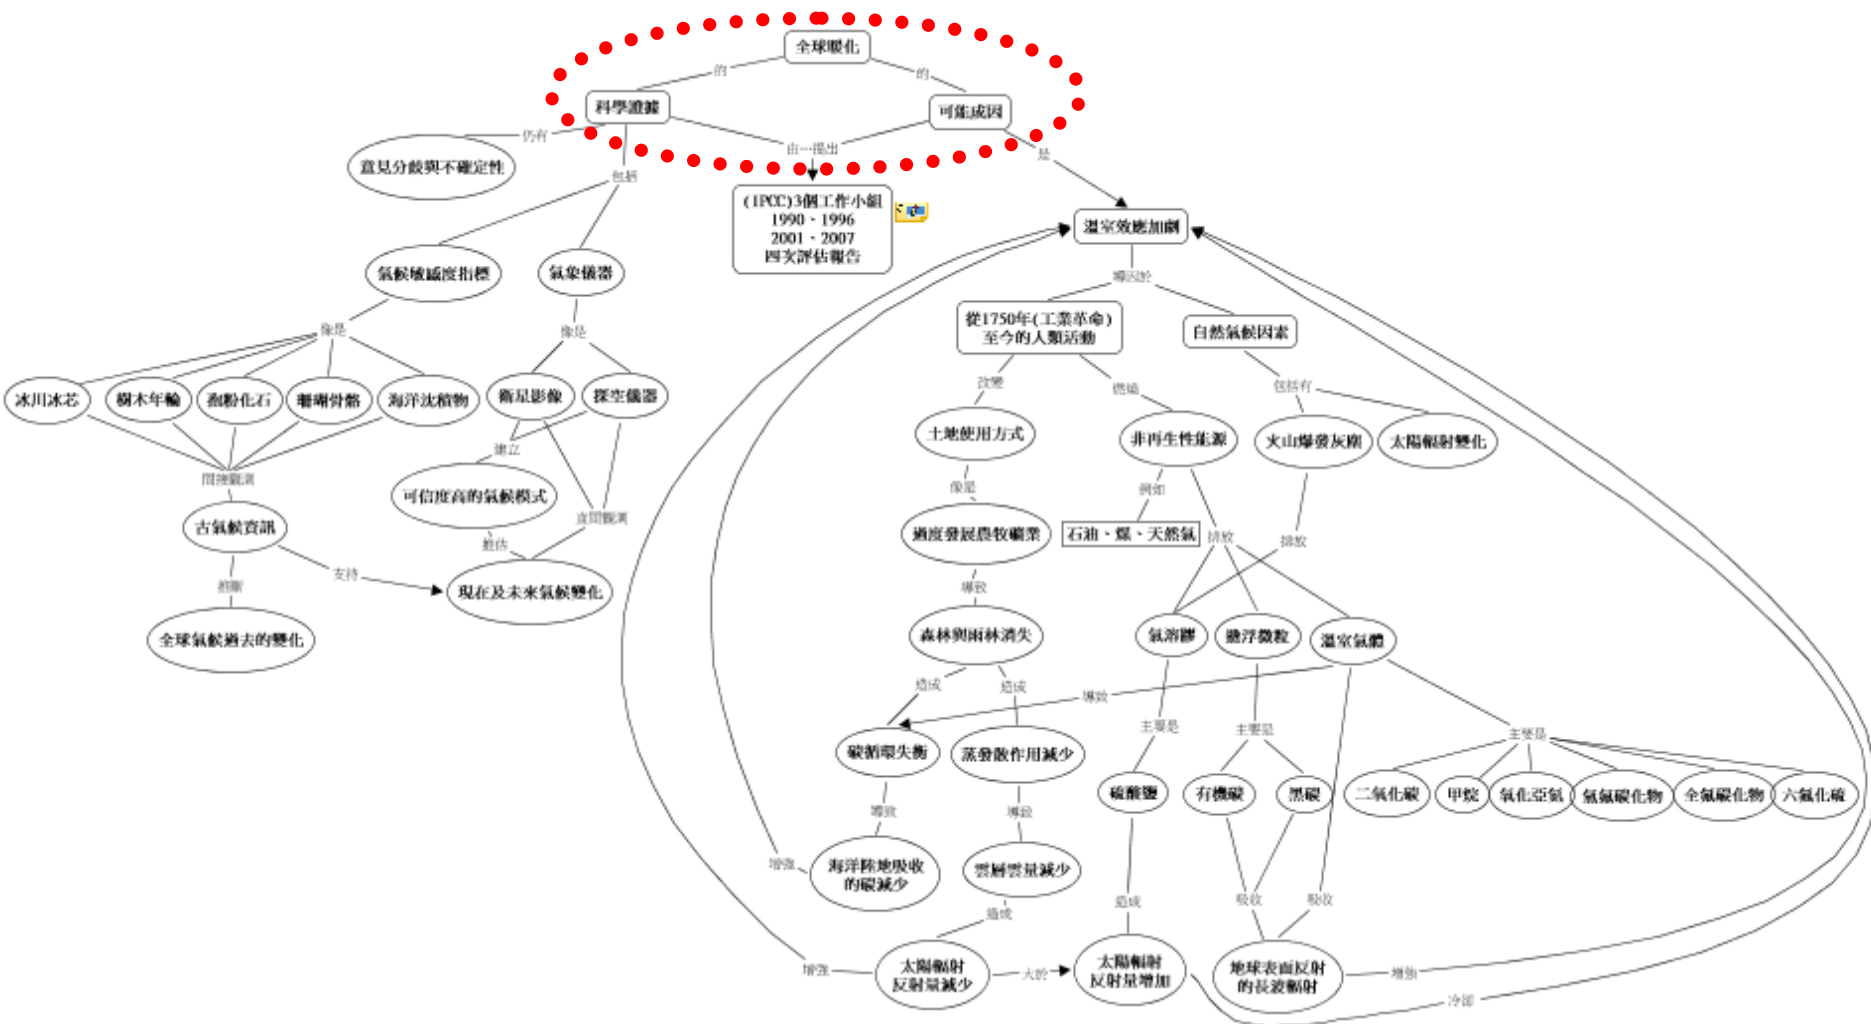 全球暖化
的
的
科學證據
可能成因
仍有
由…提出
是
意見分歧與不確定性
包括
(IPCC)3個工作小組
1990、1996
2001、2007
四次評估報告
溫室效應加劇
氣候敏感度指標
氣象儀器
導因於
像是
像是
從1750年(工業革命)
至今的人類活動
自然氣候因素
冰川冰芯
樹木年輪
孢粉化石
珊瑚骨骼
海洋沈積物
衛星影像
探空儀器
改變
燃燒
包括有
土地使用方式
非再生性能源
火山爆發灰塵
太陽輻射變化
建立
間接觀測
可信度高的氣候模式
像是
例如
直間觀測
古氣候資訊
過度發展農牧礦業
石油、煤、天然氣
排放
排放
推估
支持
推斷
現在及未來氣候變化
導致
全球氣候過去的變化
森林與雨林消失
氣溶膠
懸浮微粒
溫室氣體
造成
造成
導致
主要是
主要是
主要是
碳循環失衡
蒸發散作用減少
硫酸鹽
有機碳
黑碳
二氧化碳
甲烷
氧化亞氮
氫氟碳化物
全氟碳化物
六氟化硫
導致
導致
增強
海洋陸地吸收
的碳減少
雲層雲量減少
造成
造成
吸收
吸收
增強
太陽輻射
反射量減少
大於
太陽輻射
反射量增加
地球表面反射
的長波輻射
增強
冷卻